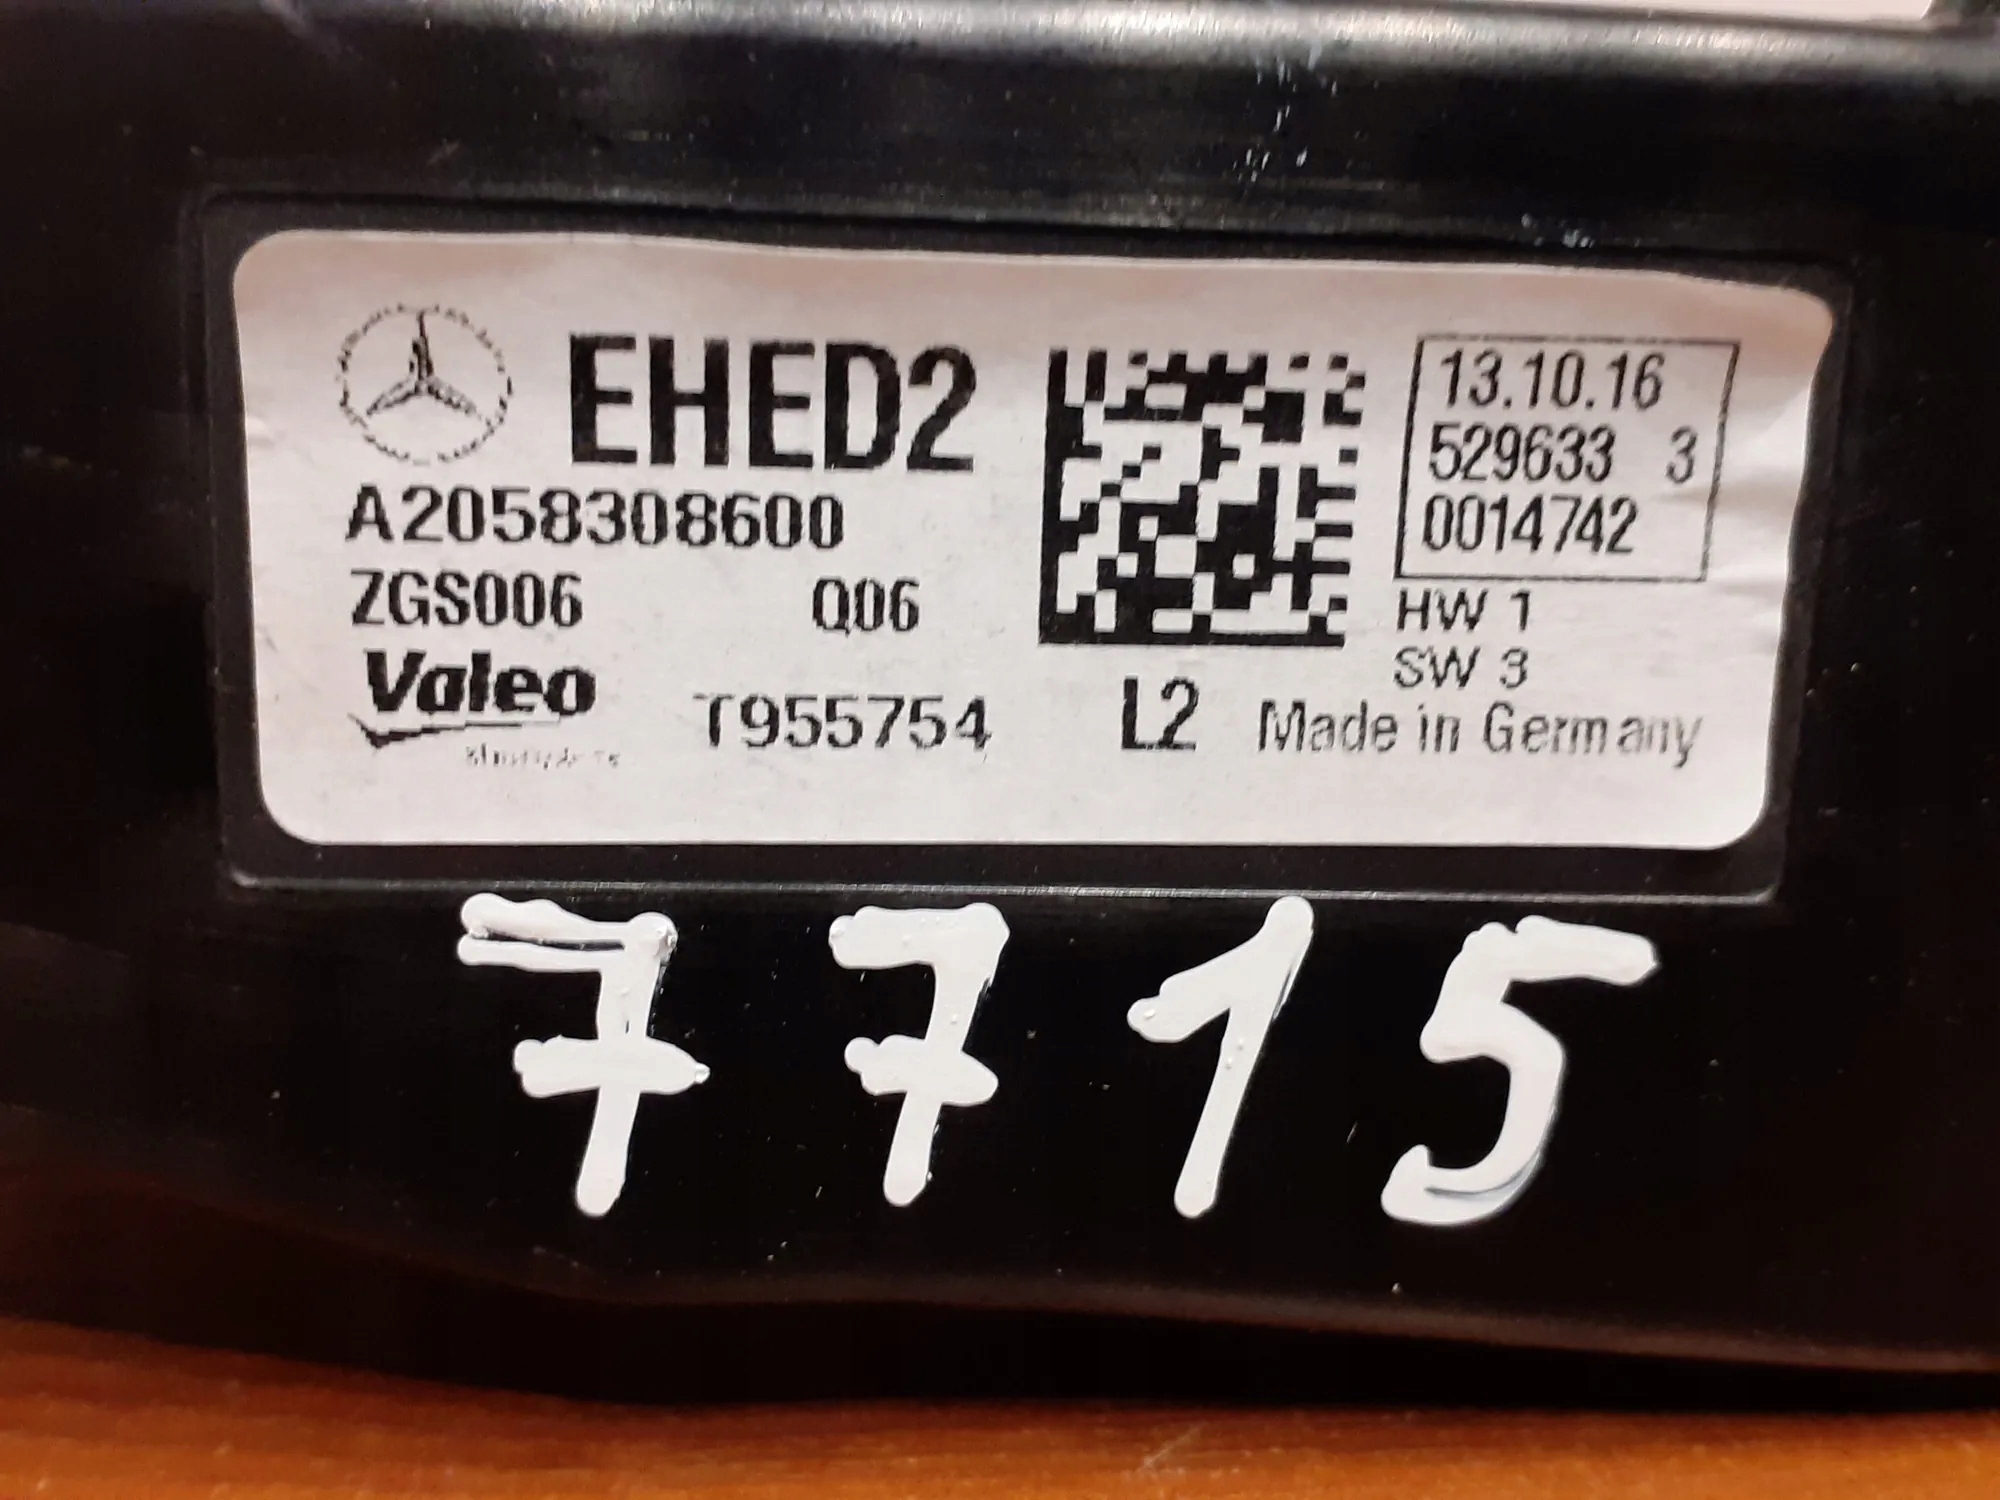 EHED2
A2058308600
ZGS006 Q06
Valeo
T955754
L2
13.10.16
529633 3
0014742
HW 1
SW 3
Made in Germany
7715